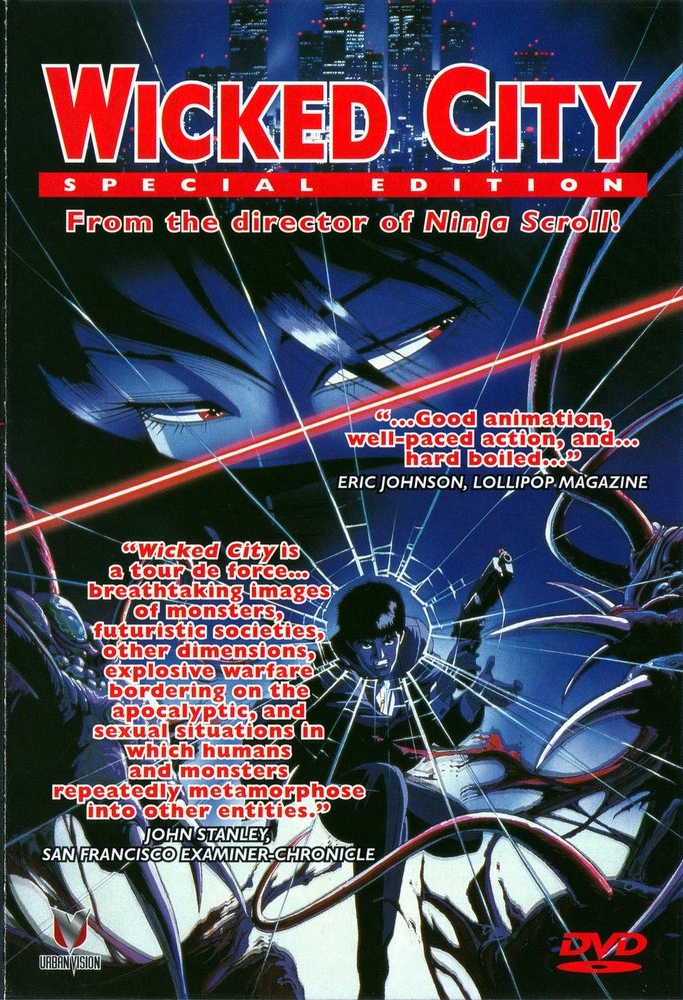 WICKED CITY
SPECIAL EDITION
From the director of Ninja Scroll!
“...Good animation,
well-paced action, and...
hard boiled...”
ERIC JOHNSON, LOLLIPOP MAGAZINE
“Wicked City is
a tour de force...
breathtaking images
of monsters,
futuristic societies,
other dimensions,
explosive warfare
bordering on the
apocalyptic, and
sexual situations in
which humans
and monsters
repeatedly metamorphose
into other entities.”
JOHN STANLEY,
SAN FRANCISCO EXAMINER-CHRONICLE
URBAN VISION
DVD